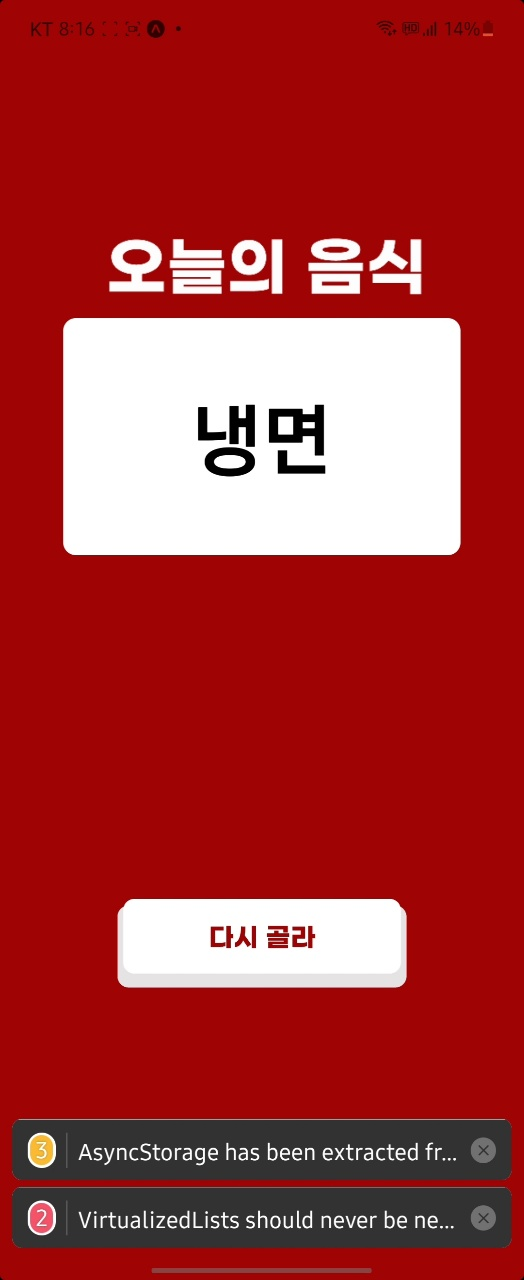 KT 8:16 14%
오늘의 음식
냉면
다시 골라
3 AsyncStorage has been extracted fr...
2 VirtualizedLists should never be ne...